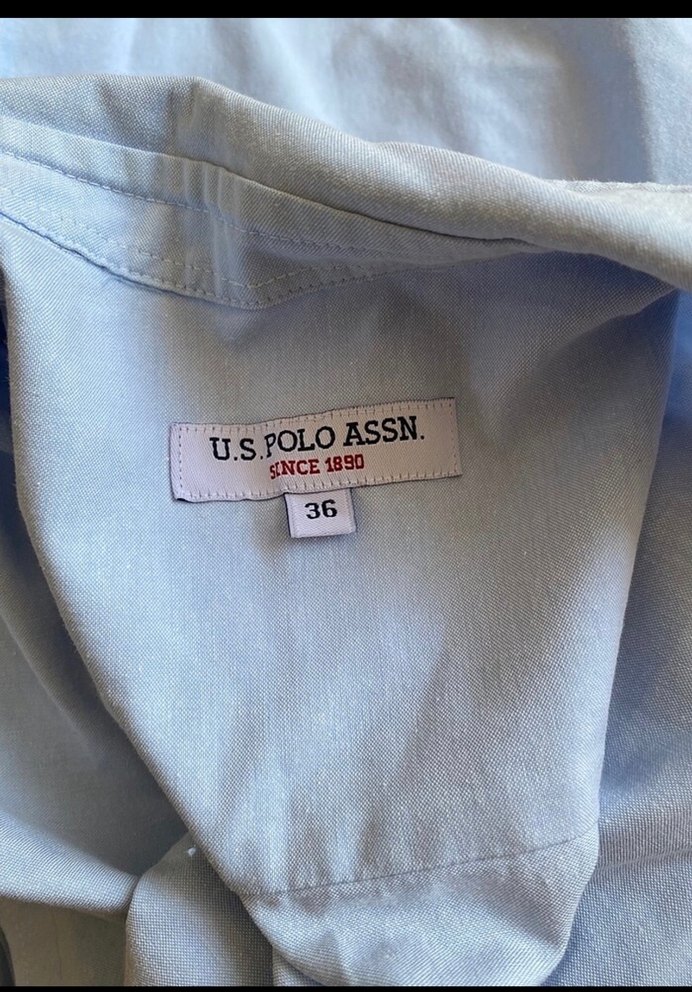 U.S. POLO ASSN.
SINCE 1890
36